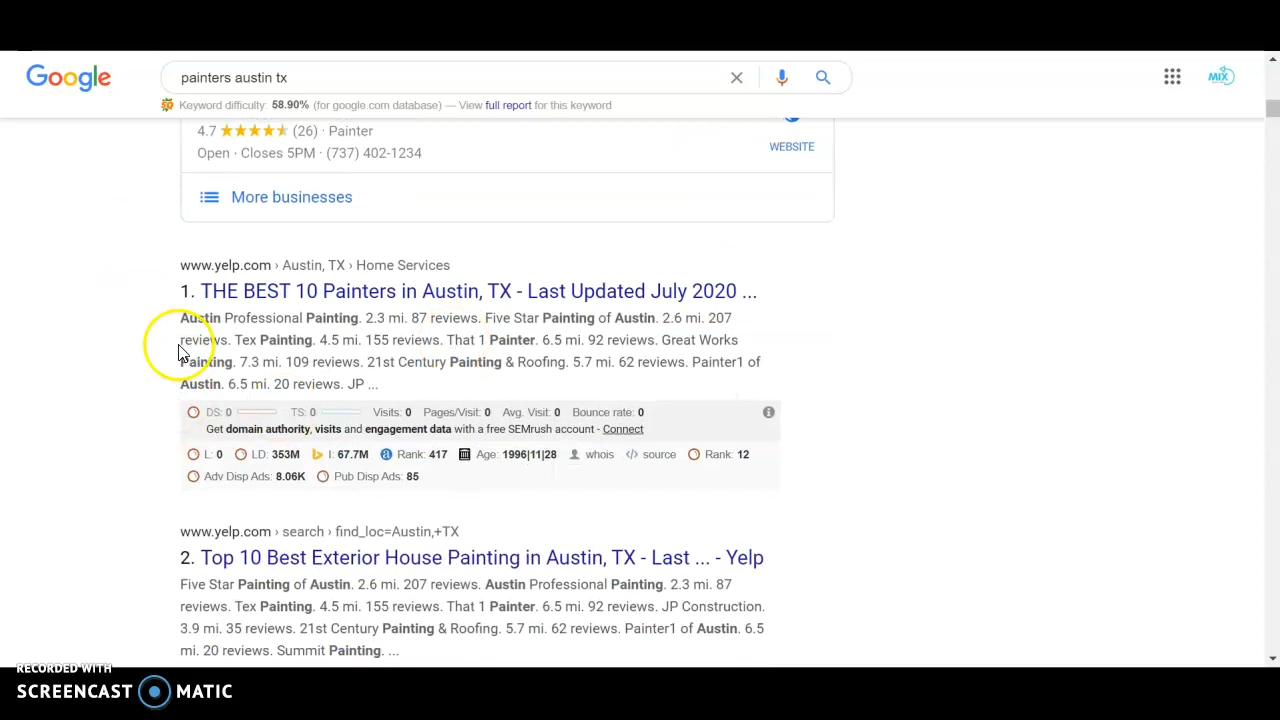 Google
painters austin tx
MIX
Keyword difficulty: 58.90% (for google.com database) — View full report for this keyword
4.7 (26) · Painter
Open · Closes 5PM · (737) 402-1234
WEBSITE
More businesses
www.yelp.com › Austin, TX › Home Services
1. THE BEST 10 Painters in Austin, TX - Last Updated July 2020 ...
Austin Professional Painting. 2.3 mi. 87 reviews. Five Star Painting of Austin. 2.6 mi. 207
reviews. Tex Painting. 4.5 mi. 155 reviews. That 1 Painter. 6.5 mi. 92 reviews. Great Works
Painting. 7.3 mi. 109 reviews. 21st Century Painting & Roofing. 5.7 mi. 62 reviews. Painter1 of
Austin. 6.5 mi. 20 reviews. JP ...
DS: 0 TS: 0 Visits: 0 Pages/Visit: 0 Avg. Visit: 0 Bounce rate: 0
Get domain authority, visits and engagement data with a free SEMrush account - Connect
L: 0 LD: 353M I: 67.7M Rank: 417 Age: 1996|11|28 whois </> source Rank: 12
Adv Disp Ads: 8.06K Pub Disp Ads: 85
www.yelp.com › search › find_loc=Austin,+TX
2. Top 10 Best Exterior House Painting in Austin, TX - Last ... - Yelp
Five Star Painting of Austin. 2.6 mi. 207 reviews. Austin Professional Painting. 2.3 mi. 87
reviews. Tex Painting. 4.5 mi. 155 reviews. That 1 Painter. 6.5 mi. 92 reviews. JP Construction.
3.9 mi. 35 reviews. 21st Century Painting & Roofing. 5.7 mi. 62 reviews. Painter1 of Austin. 6.5
mi. 20 reviews. Summit Painting. ...
RECORDED WITH
SCREENCAST MATIC